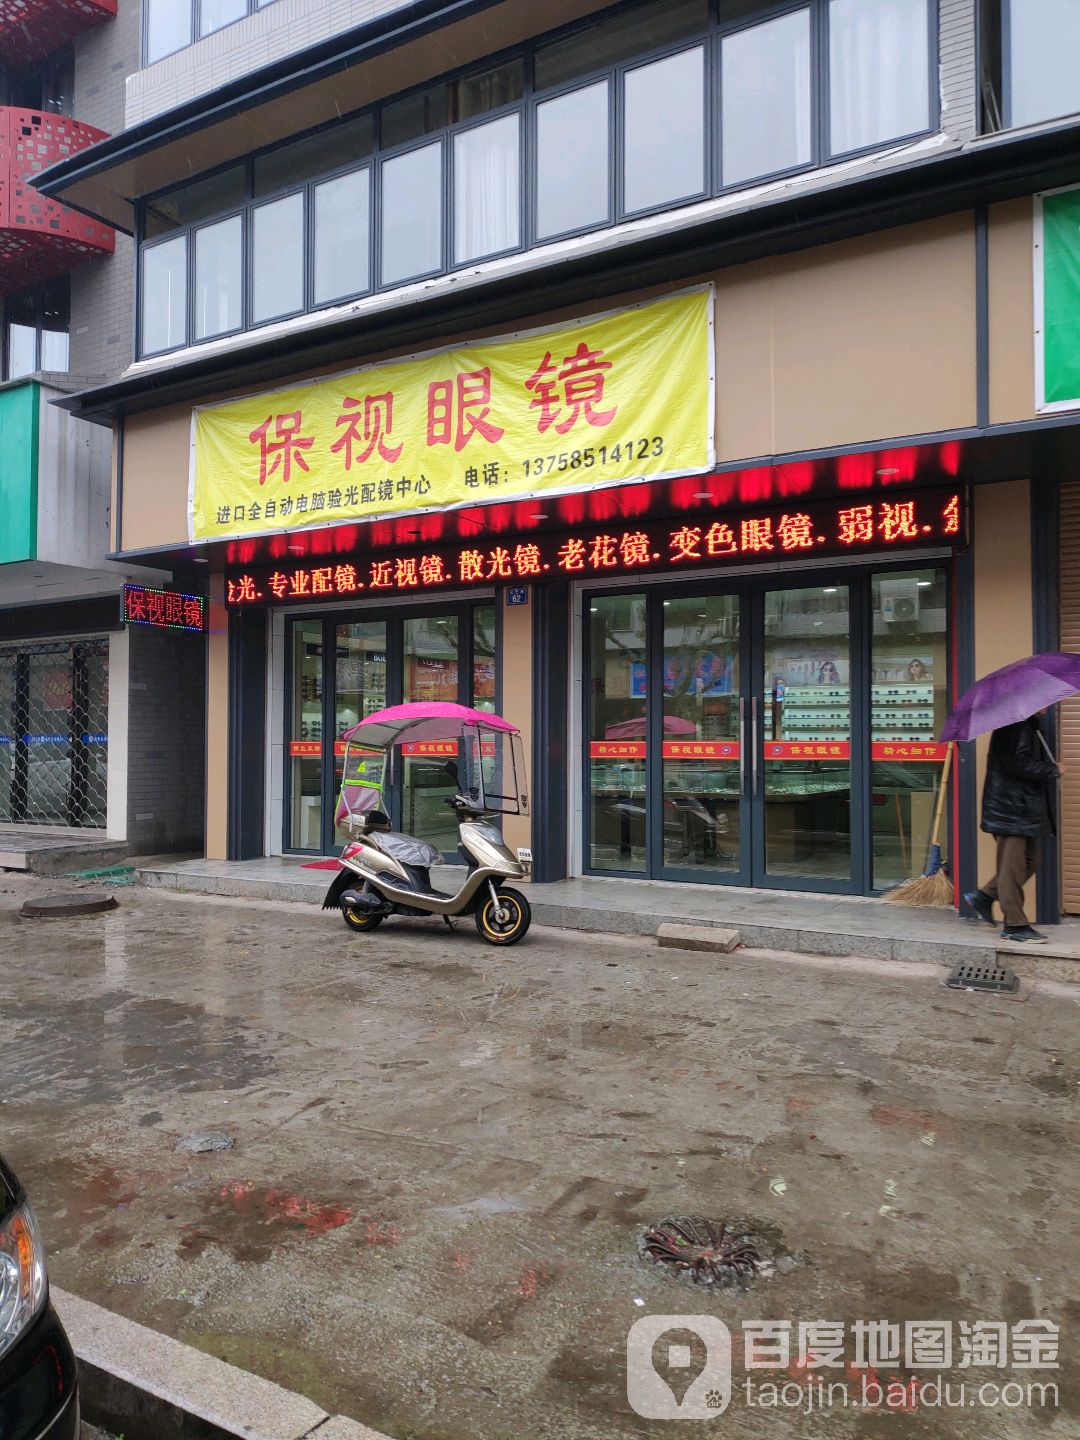 保视眼镜
进口全自动电脑验光配镜中心 电话：13758514123
光.专业配镜.近视镜.散光镜.老花镜.变色眼镜.弱视.
保视眼镜
62
保视眼镜
精心细作
保视眼镜
保视眼镜
精心细作
百度地图淘金
taojin.baidu.com